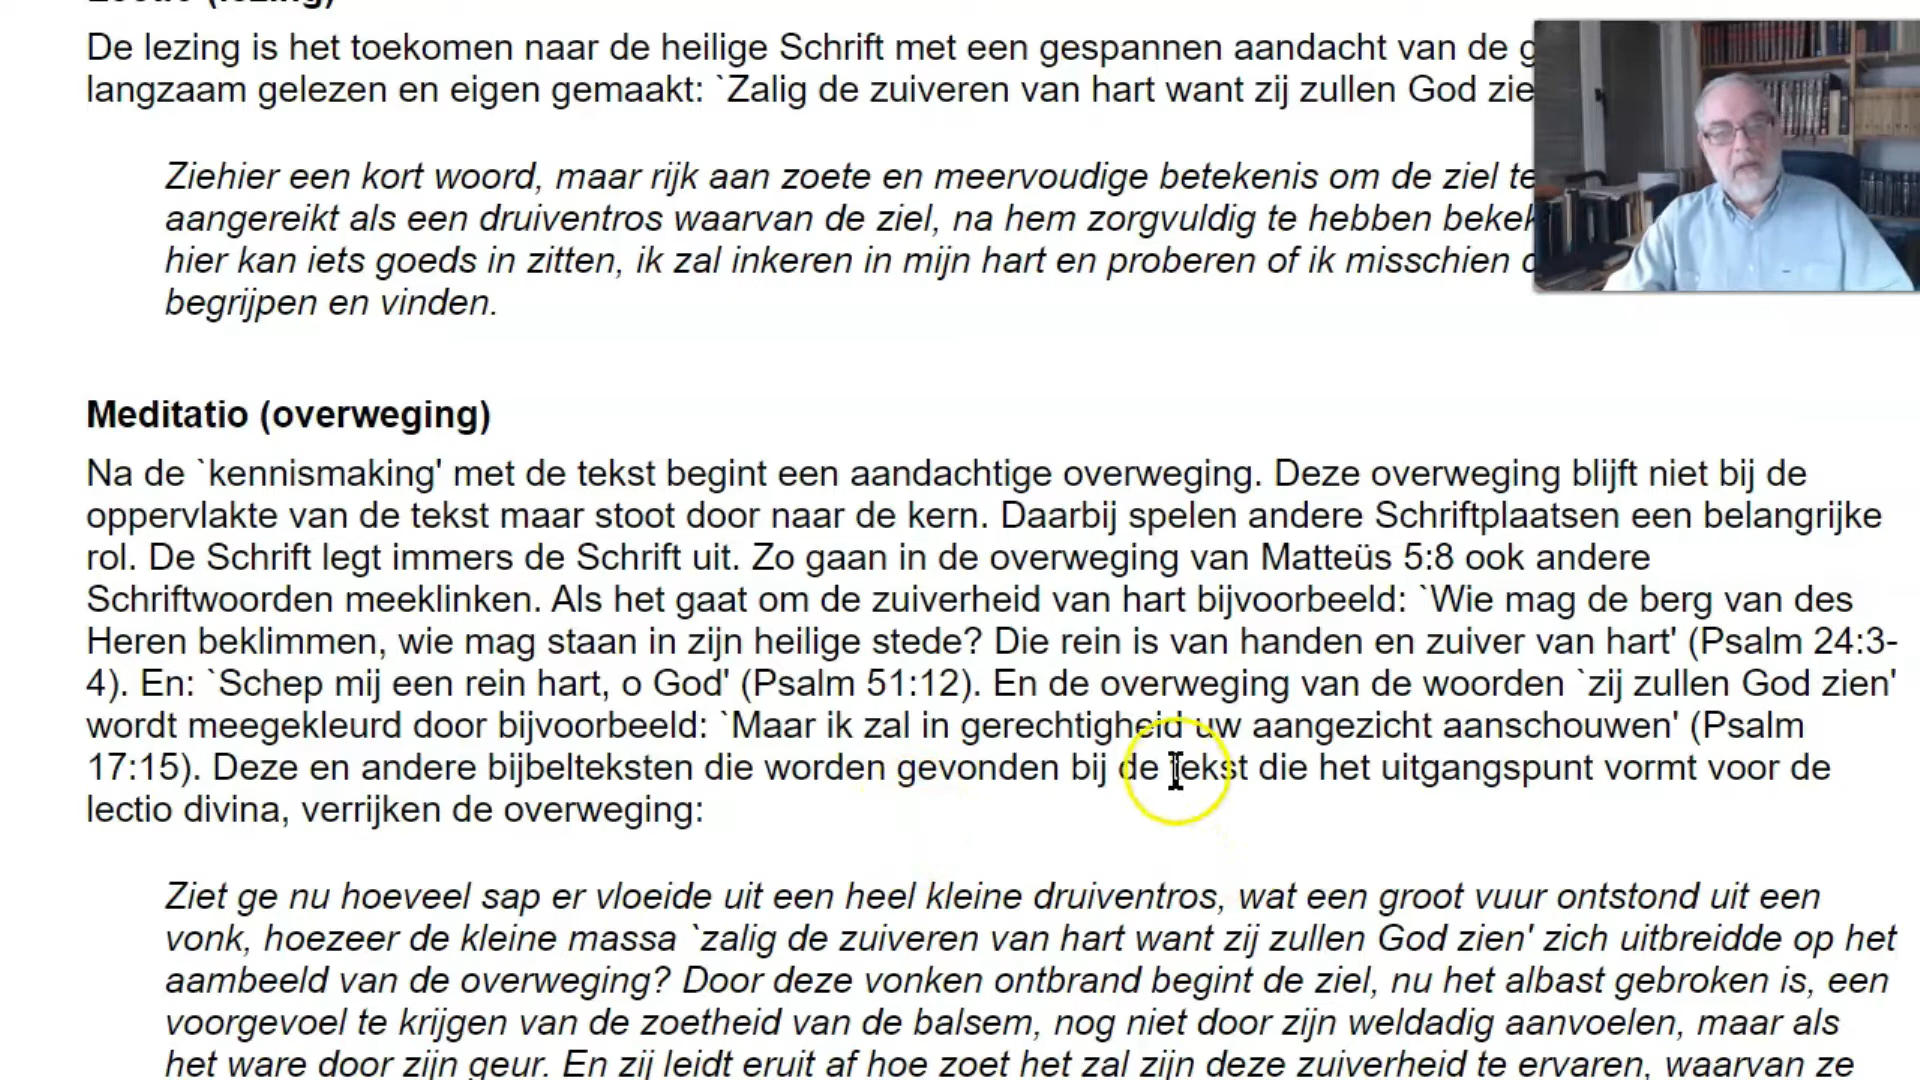 Lectio (lezing)
De lezing is het toekomen naar de heilige Schrift met een gespannen aandacht van de
langzaam gelezen en eigen gemaakt: `Zalig de zuiveren van hart want zij zullen God zie
Ziehier een kort woord, maar rijk aan zoete en meervoudige betekenis om de ziel te
aangereikt als een druiventros waarvan de ziel, na hem zorgvuldig te hebben bekek
hier kan iets goeds in zitten, ik zal inkeren in mijn hart en proberen of ik misschien
begrijpen en vinden.
Meditatio (overweging)
Na de `kennismaking' met de tekst begint een aandachtige overweging. Deze overweging blijft niet bij de
oppervlakte van de tekst maar stoot door naar de kern. Daarbij spelen andere Schriftplaatsen een belangrijke
rol. De Schrift legt immers de Schrift uit. Zo gaan in de overweging van Matteüs 5:8 ook andere
Schriftwoorden meeklinken. Als het gaat om de zuiverheid van hart bijvoorbeeld: `Wie mag de berg van des
Heren beklimmen, wie mag staan in zijn heilige stede? Die rein is van handen en zuiver van hart' (Psalm 24:3-
4). En: `Schep mij een rein hart, o God' (Psalm 51:12). En de overweging van de woorden `zij zullen God zien'
wordt meegekleurd door bijvoorbeeld: `Maar ik zal in gerechtigheid uw aangezicht aanschouwen' (Psalm
17:15). Deze en andere bijbelteksten die worden gevonden bij de tekst die het uitgangspunt vormt voor de
lectio divina, verrijken de overweging:
Ziet ge nu hoeveel sap er vloeide uit een heel kleine druiventros, wat een groot vuur ontstond uit een
vonk, hoezeer de kleine massa `zalig de zuiveren van hart want zij zullen God zien' zich uitbreidde op het
aambeeld van de overweging? Door deze vonken ontbrand begint de ziel, nu het albast gebroken is, een
voorgevoel te krijgen van de zoetheid van de balsem, nog niet door zijn weldadig aanvoelen, maar als
het ware door zijn geur. En zij leidt eruit af hoe zoet het zal zijn deze zuiverheid te ervaren, waarvan ze